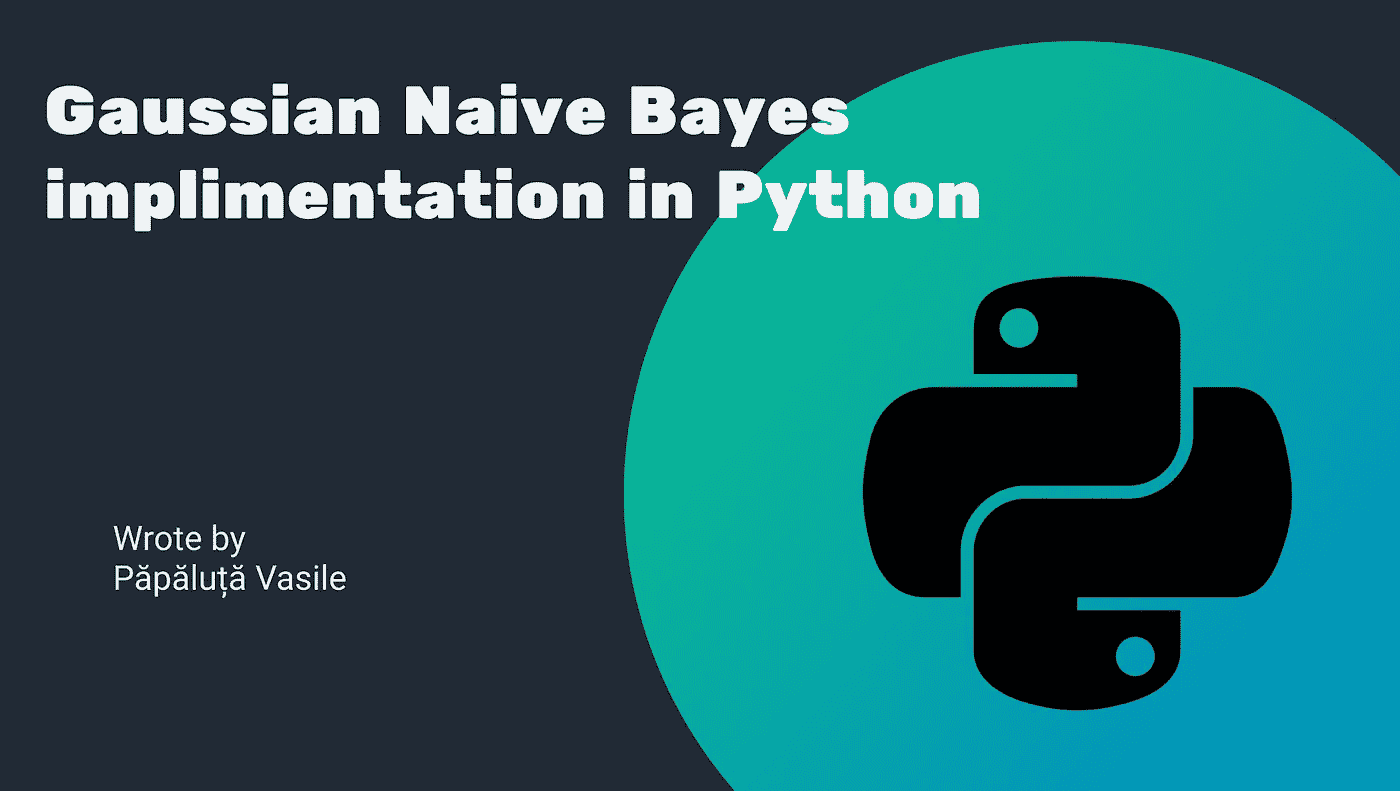 Gaussian Naive Bayes
implimentation in Python
Wrote by
Păpăluță Vasile